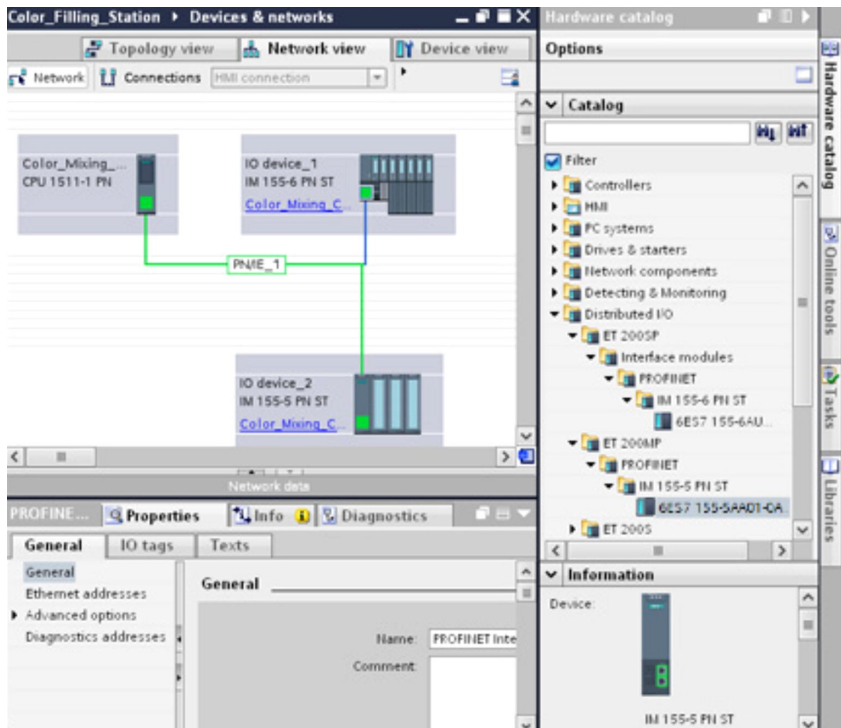 Color_Filling_Station ▸ Devices & networks
Topology view Network view Device view
Network Connections HMI connection
Color_Mixing_...
CPU 1511-1 PN
IO device_1
IM 155-6 PN ST
Color_Mixing_C...
PN/IE_1
IO device_2
IM 155-5 PN ST
Color_Mixing_C...
Network data
PROFINE... Properties Info Diagnostics
General IO tags Texts
General
Ethernet addresses
Advanced options
Diagnostics addresses
General
Name: PROFINET Inte
Comment:
Hardware catalog
Options
Catalog
Filter
Controllers
HMI
PC systems
Drives & starters
Network components
Detecting & Monitoring
Distributed I/O
ET 200SP
Interface modules
PROFINET
IM 155-6 PN ST
6ES7 155-6AU...
ET 200MP
PROFINET
IM 155-5 PN ST
6ES7 155-5AA01-0A...
ET 200S
Information
Device:
IM 155-5 PN ST
Hardware catalog
Online tools
Tasks
Libraries